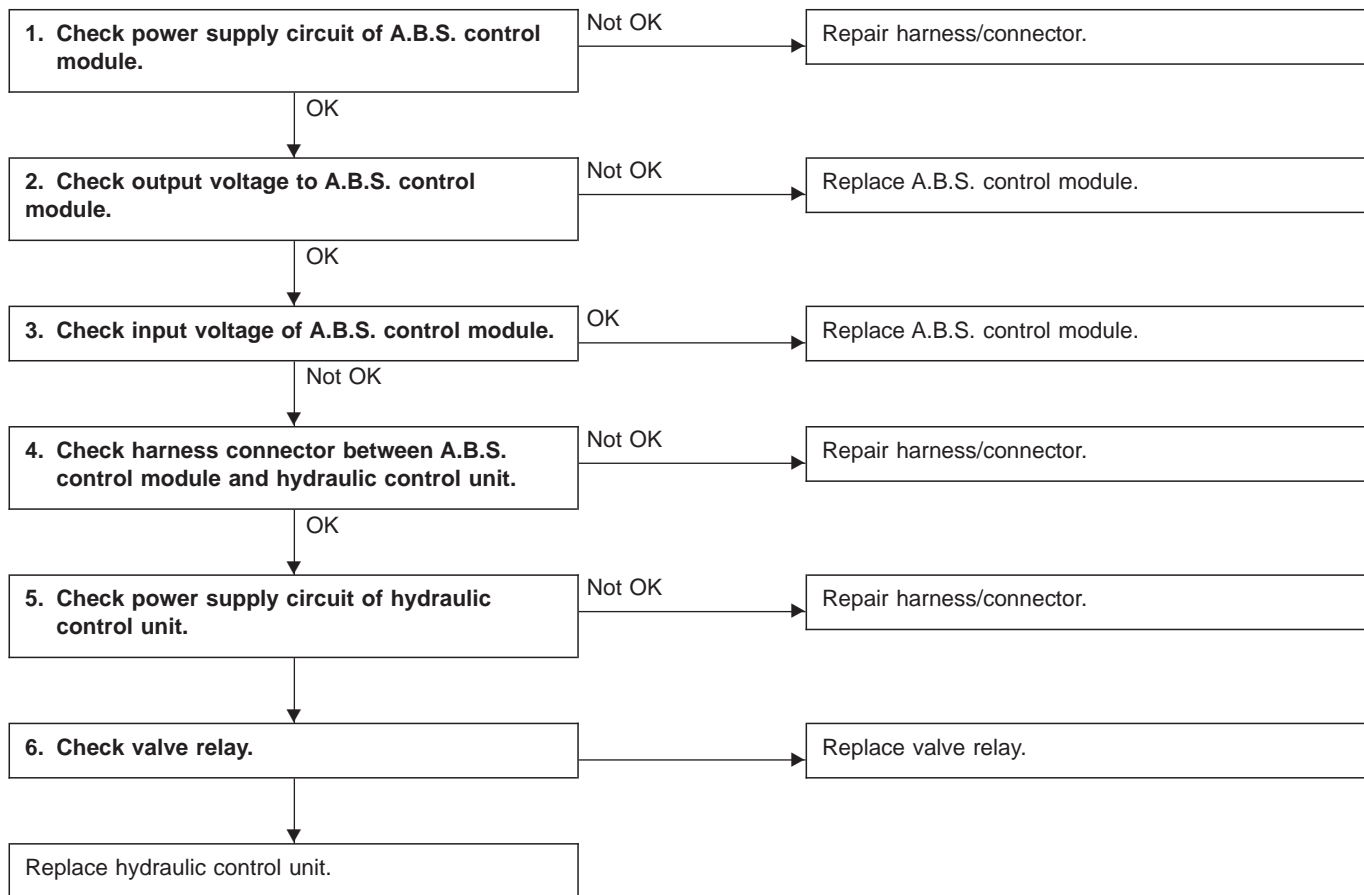 1. Check power supply circuit of A.B.S. control
module.
Not OK
Repair harness/connector.
OK
2. Check output voltage to A.B.S. control
module.
Not OK
Replace A.B.S. control module.
OK
3. Check input voltage of A.B.S. control module.
OK
Replace A.B.S. control module.
Not OK
4. Check harness connector between A.B.S.
control module and hydraulic control unit.
Not OK
Repair harness/connector.
OK
5. Check power supply circuit of hydraulic
control unit.
Not OK
Repair harness/connector.
6. Check valve relay.
Replace valve relay.
Replace hydraulic control unit.